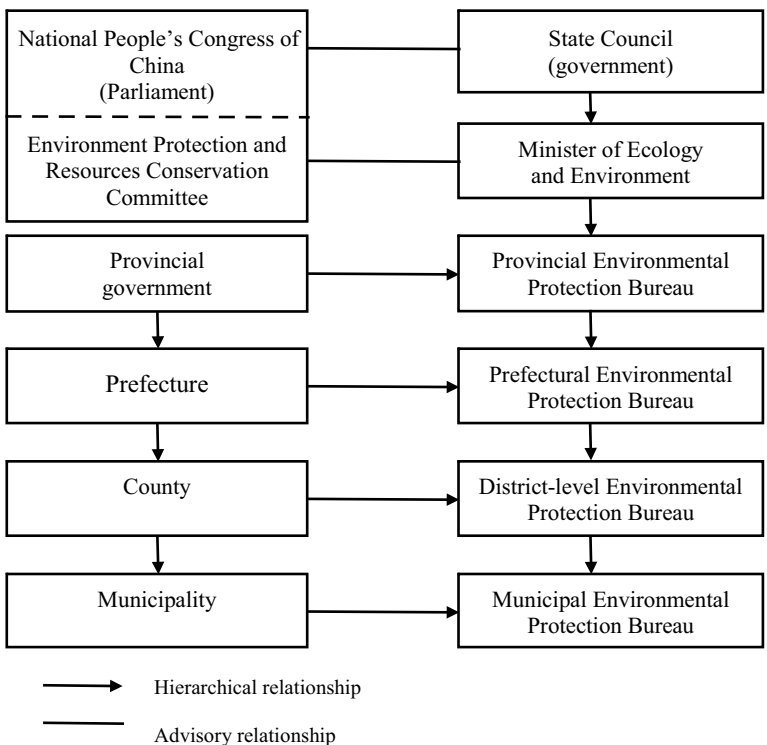 National People’s Congress of
China
(Parliament)
State Council
(government)
Environment Protection and
Resources Conservation
Committee
Minister of Ecology
and Environment
Provincial
government
Provincial Environmental
Protection Bureau
Prefecture
Prefectural Environmental
Protection Bureau
County
District-level Environmental
Protection Bureau
Municipality
Municipal Environmental
Protection Bureau
Hierarchical relationship
Advisory relationship